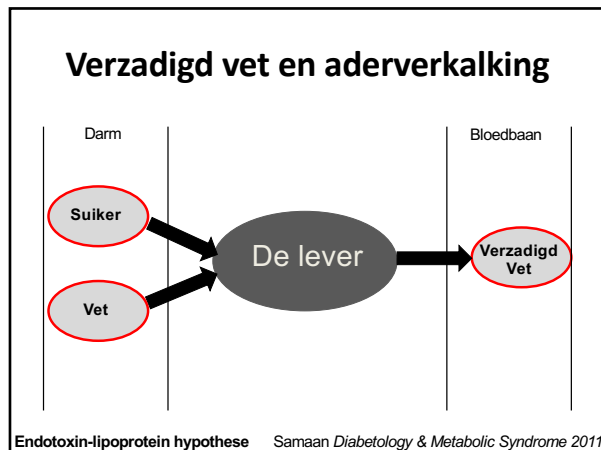 Verzadigd vet en aderverkalking
Darm
Bloedbaan
Suiker
De lever
Verzadigd
Vet
Vet
Endotoxin-lipoprotein hypothese Samaan Diabetology & Metabolic Syndrome 2011